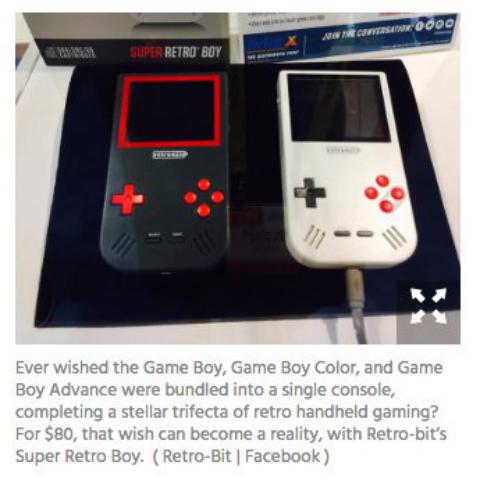 SUPER RETRO BOY
JOIN THE CONVERSATION!
Ever wished the Game Boy, Game Boy Color, and Game
Boy Advance were bundled into a single console,
completing a stellar trifecta of retro handheld gaming?
For $80, that wish can become a reality, with Retro-bit's
Super Retro Boy. ( Retro-Bit | Facebook )